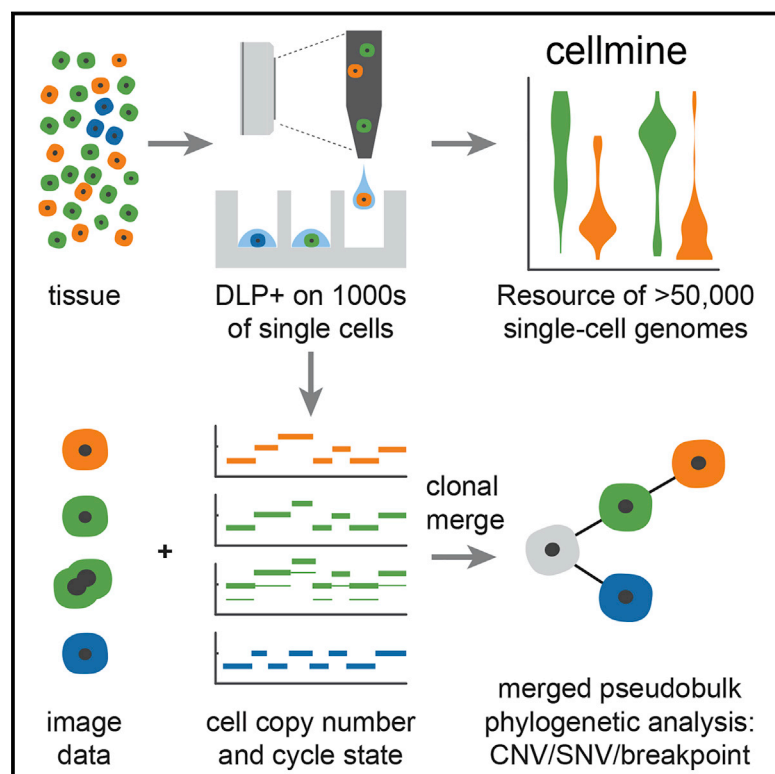 cellmine
tissue
DLP+ on 1000s
of single cells
Resource of >50,000
single-cell genomes
+
clonal
merge
image
data
cell copy number
and cycle state
merged pseudobulk
phylogenetic analysis:
CNV/SNV/breakpoint